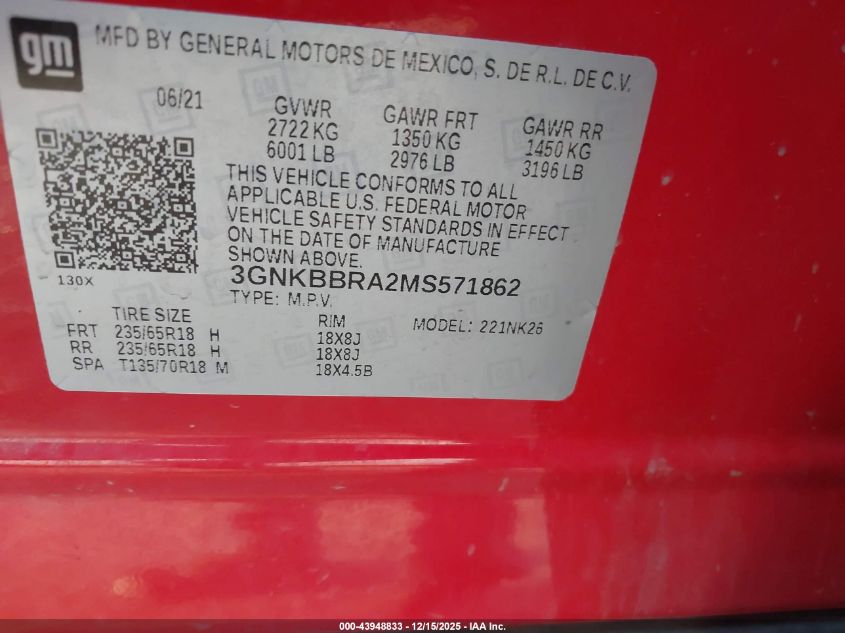 gm
MFD BY GENERAL MOTORS DE MEXICO, S. DE R.L. DE C.V.
06/21 GVWR GAWR FRT GAWR RR
2722 KG 1350 KG 1450 KG
6001 LB 2976 LB 3196 LB
THIS VEHICLE CONFORMS TO ALL
APPLICABLE U.S. FEDERAL MOTOR
VEHICLE SAFETY STANDARDS IN EFFECT
ON THE DATE OF MANUFACTURE
SHOWN ABOVE.
130X
3GNKBBRA2MS571862
TYPE: M.P.V.
TIRE SIZE RIM MODEL: 221NK26
FRT 235/65R18 H 18X8J
RR 235/65R18 H 18X8J
SPA T135/70R18 M 18X4.5B
000-43948833 - 12/15/2025 - IAA Inc.